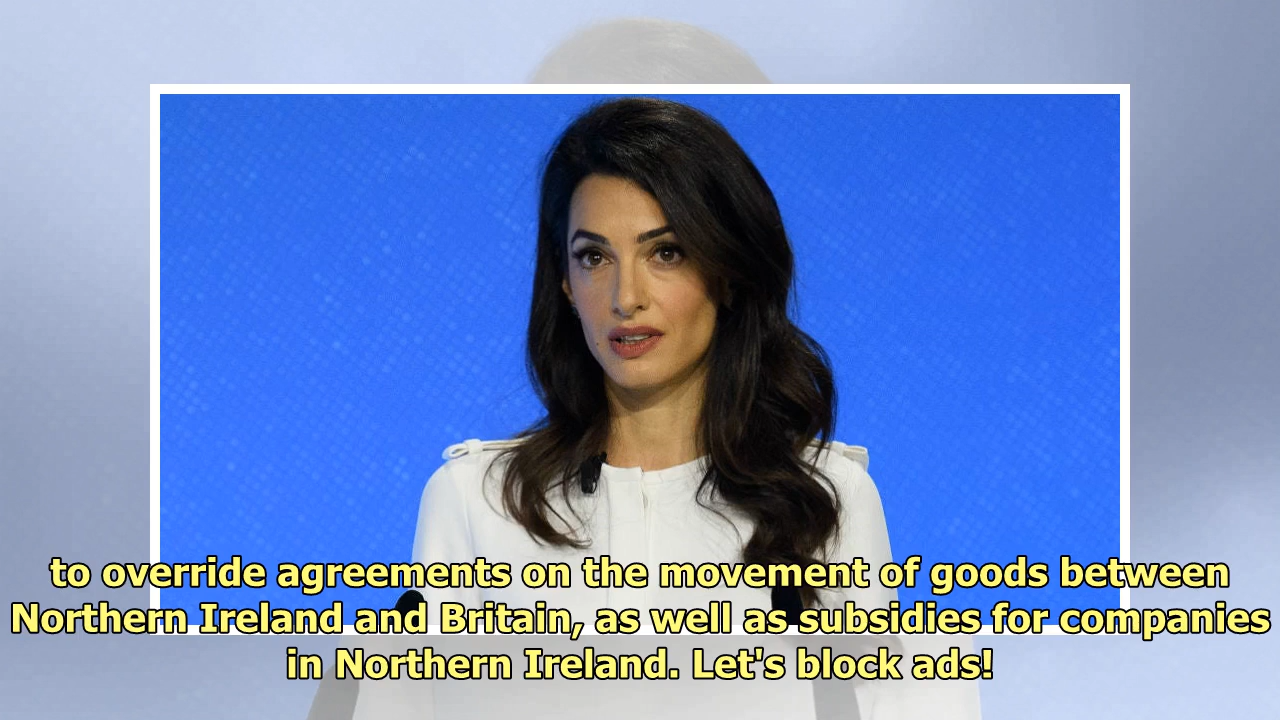 to override agreements on the movement of goods between
Northern Ireland and Britain, as well as subsidies for companies
in Northern Ireland. Let's block ads!